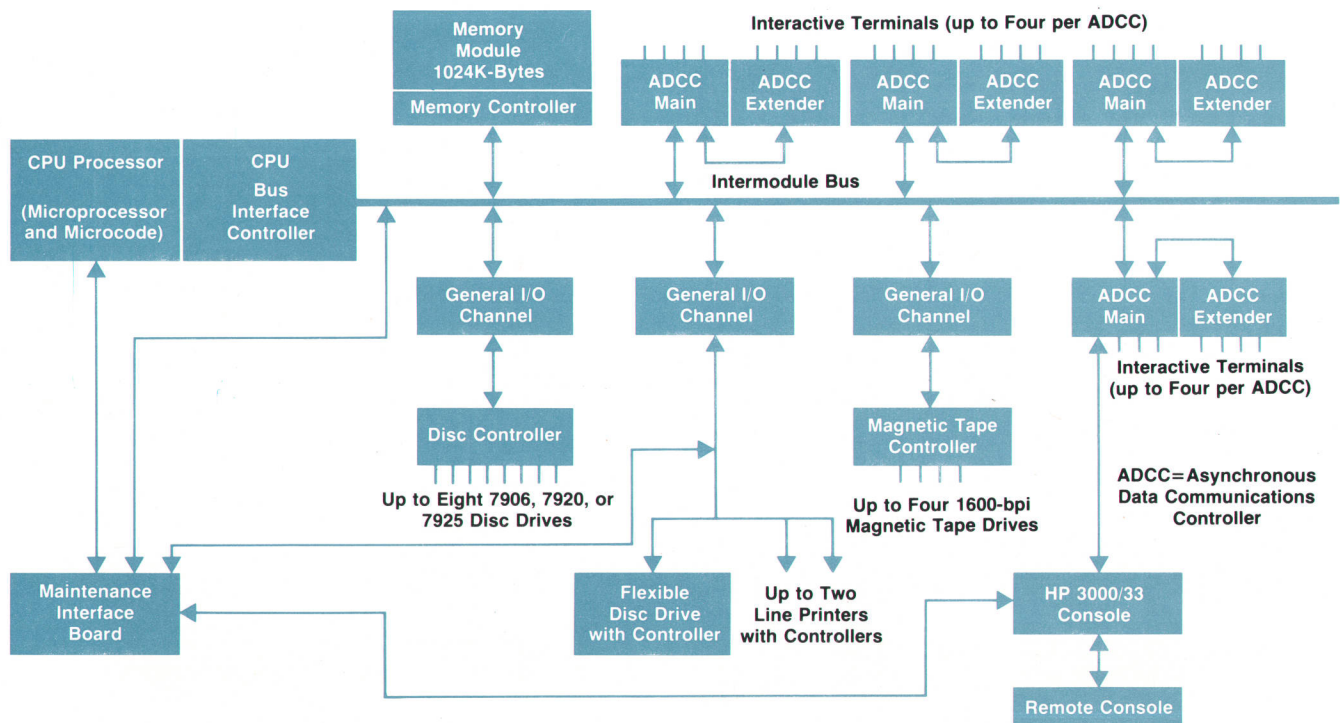 Memory
Module
1024K-Bytes
Memory Controller
Interactive Terminals (up to Four per ADCC)
ADCC
Main
ADCC
Extender
ADCC
Main
ADCC
Extender
ADCC
Main
ADCC
Extender
CPU Processor
(Microprocessor
and Microcode)
CPU
Bus
Interface
Controller
Intermodule Bus
General I/O
Channel
General I/O
Channel
General I/O
Channel
ADCC
Main
ADCC
Extender
Interactive Terminals
(up to Four per ADCC)
Disc Controller
Up to Eight 7906, 7920, or
7925 Disc Drives
Magnetic Tape
Controller
Up to Four 1600-bpi
Magnetic Tape Drives
ADCC=Asynchronous
Data Communications
Controller
Maintenance
Interface
Board
Flexible
Disc Drive
with Controller
Up to Two
Line Printers
with Controllers
HP 3000/33
Console
Remote Console